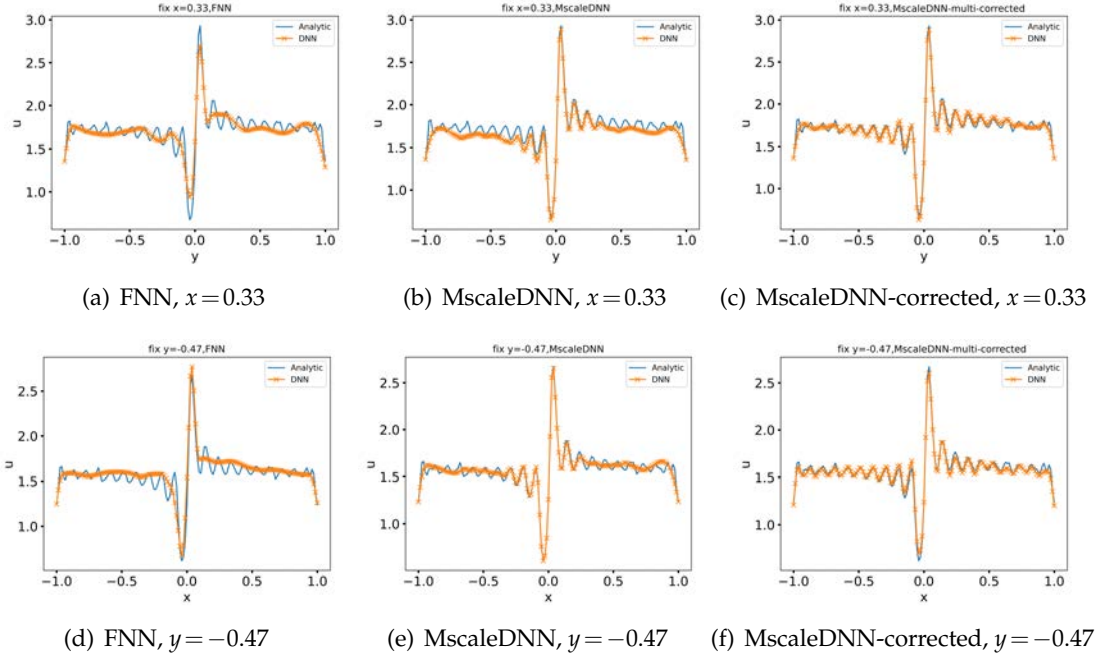 fix x=0.33,FNN
Analytic
DNN
u
3.0
2.5
2.0
1.5
1.0
−1.0 −0.5 0.0 0.5 1.0
y
(a) FNN, x=0.33
fix x=0.33,MscaleDNN
Analytic
DNN
u
3.0
2.5
2.0
1.5
1.0
−1.0 −0.5 0.0 0.5 1.0
y
(b) MscaleDNN, x=0.33
fix x=0.33,MscaleDNN-multi-corrected
Analytic
DNN
u
3.0
2.5
2.0
1.5
1.0
−1.0 −0.5 0.0 0.5 1.0
y
(c) MscaleDNN-corrected, x=0.33
fix y=-0.47,FNN
Analytic
DNN
u
2.5
2.0
1.5
1.0
−1.0 −0.5 0.0 0.5 1.0
x
(d) FNN, y=−0.47
fix y=-0.47,MscaleDNN
Analytic
DNN
u
2.5
2.0
1.5
1.0
−1.0 −0.5 0.0 0.5 1.0
x
(e) MscaleDNN, y=−0.47
fix y=-0.47,MscaleDNN-multi-corrected
Analytic
DNN
u
2.5
2.0
1.5
1.0
−1.0 −0.5 0.0 0.5 1.0
x
(f) MscaleDNN-corrected, y=−0.47